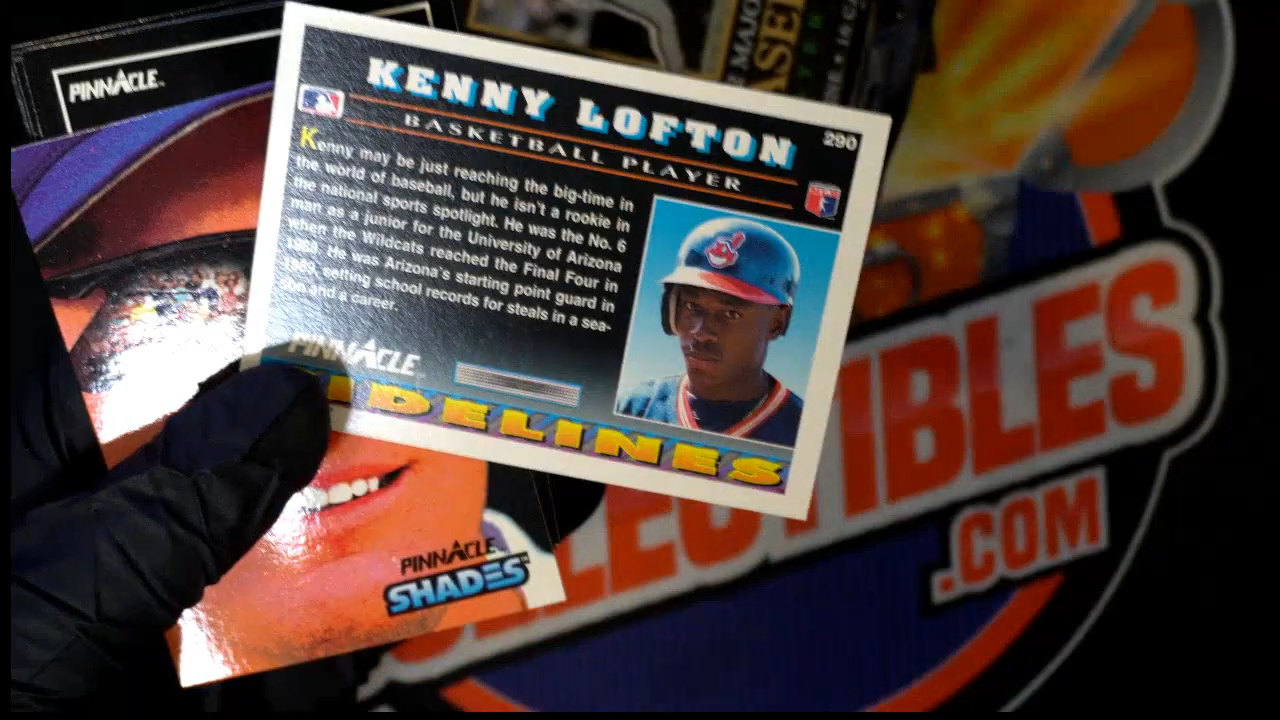 PINNACLE
KENNY LOFTON
290
BASKETBALL PLAYER
Kenny may be just reaching the big-time in
the world of baseball, but he isn't a rookie in
the national sports spotlight. He was the No. 6
man as a junior for the University of Arizona
when the Wildcats reached the Final Four in
1988. He was Arizona's starting point guard in
1989, setting school records for steals in a sea-
son and a career.
PINNACLE
IDELINES
PINNACLE
SHADES
.COM